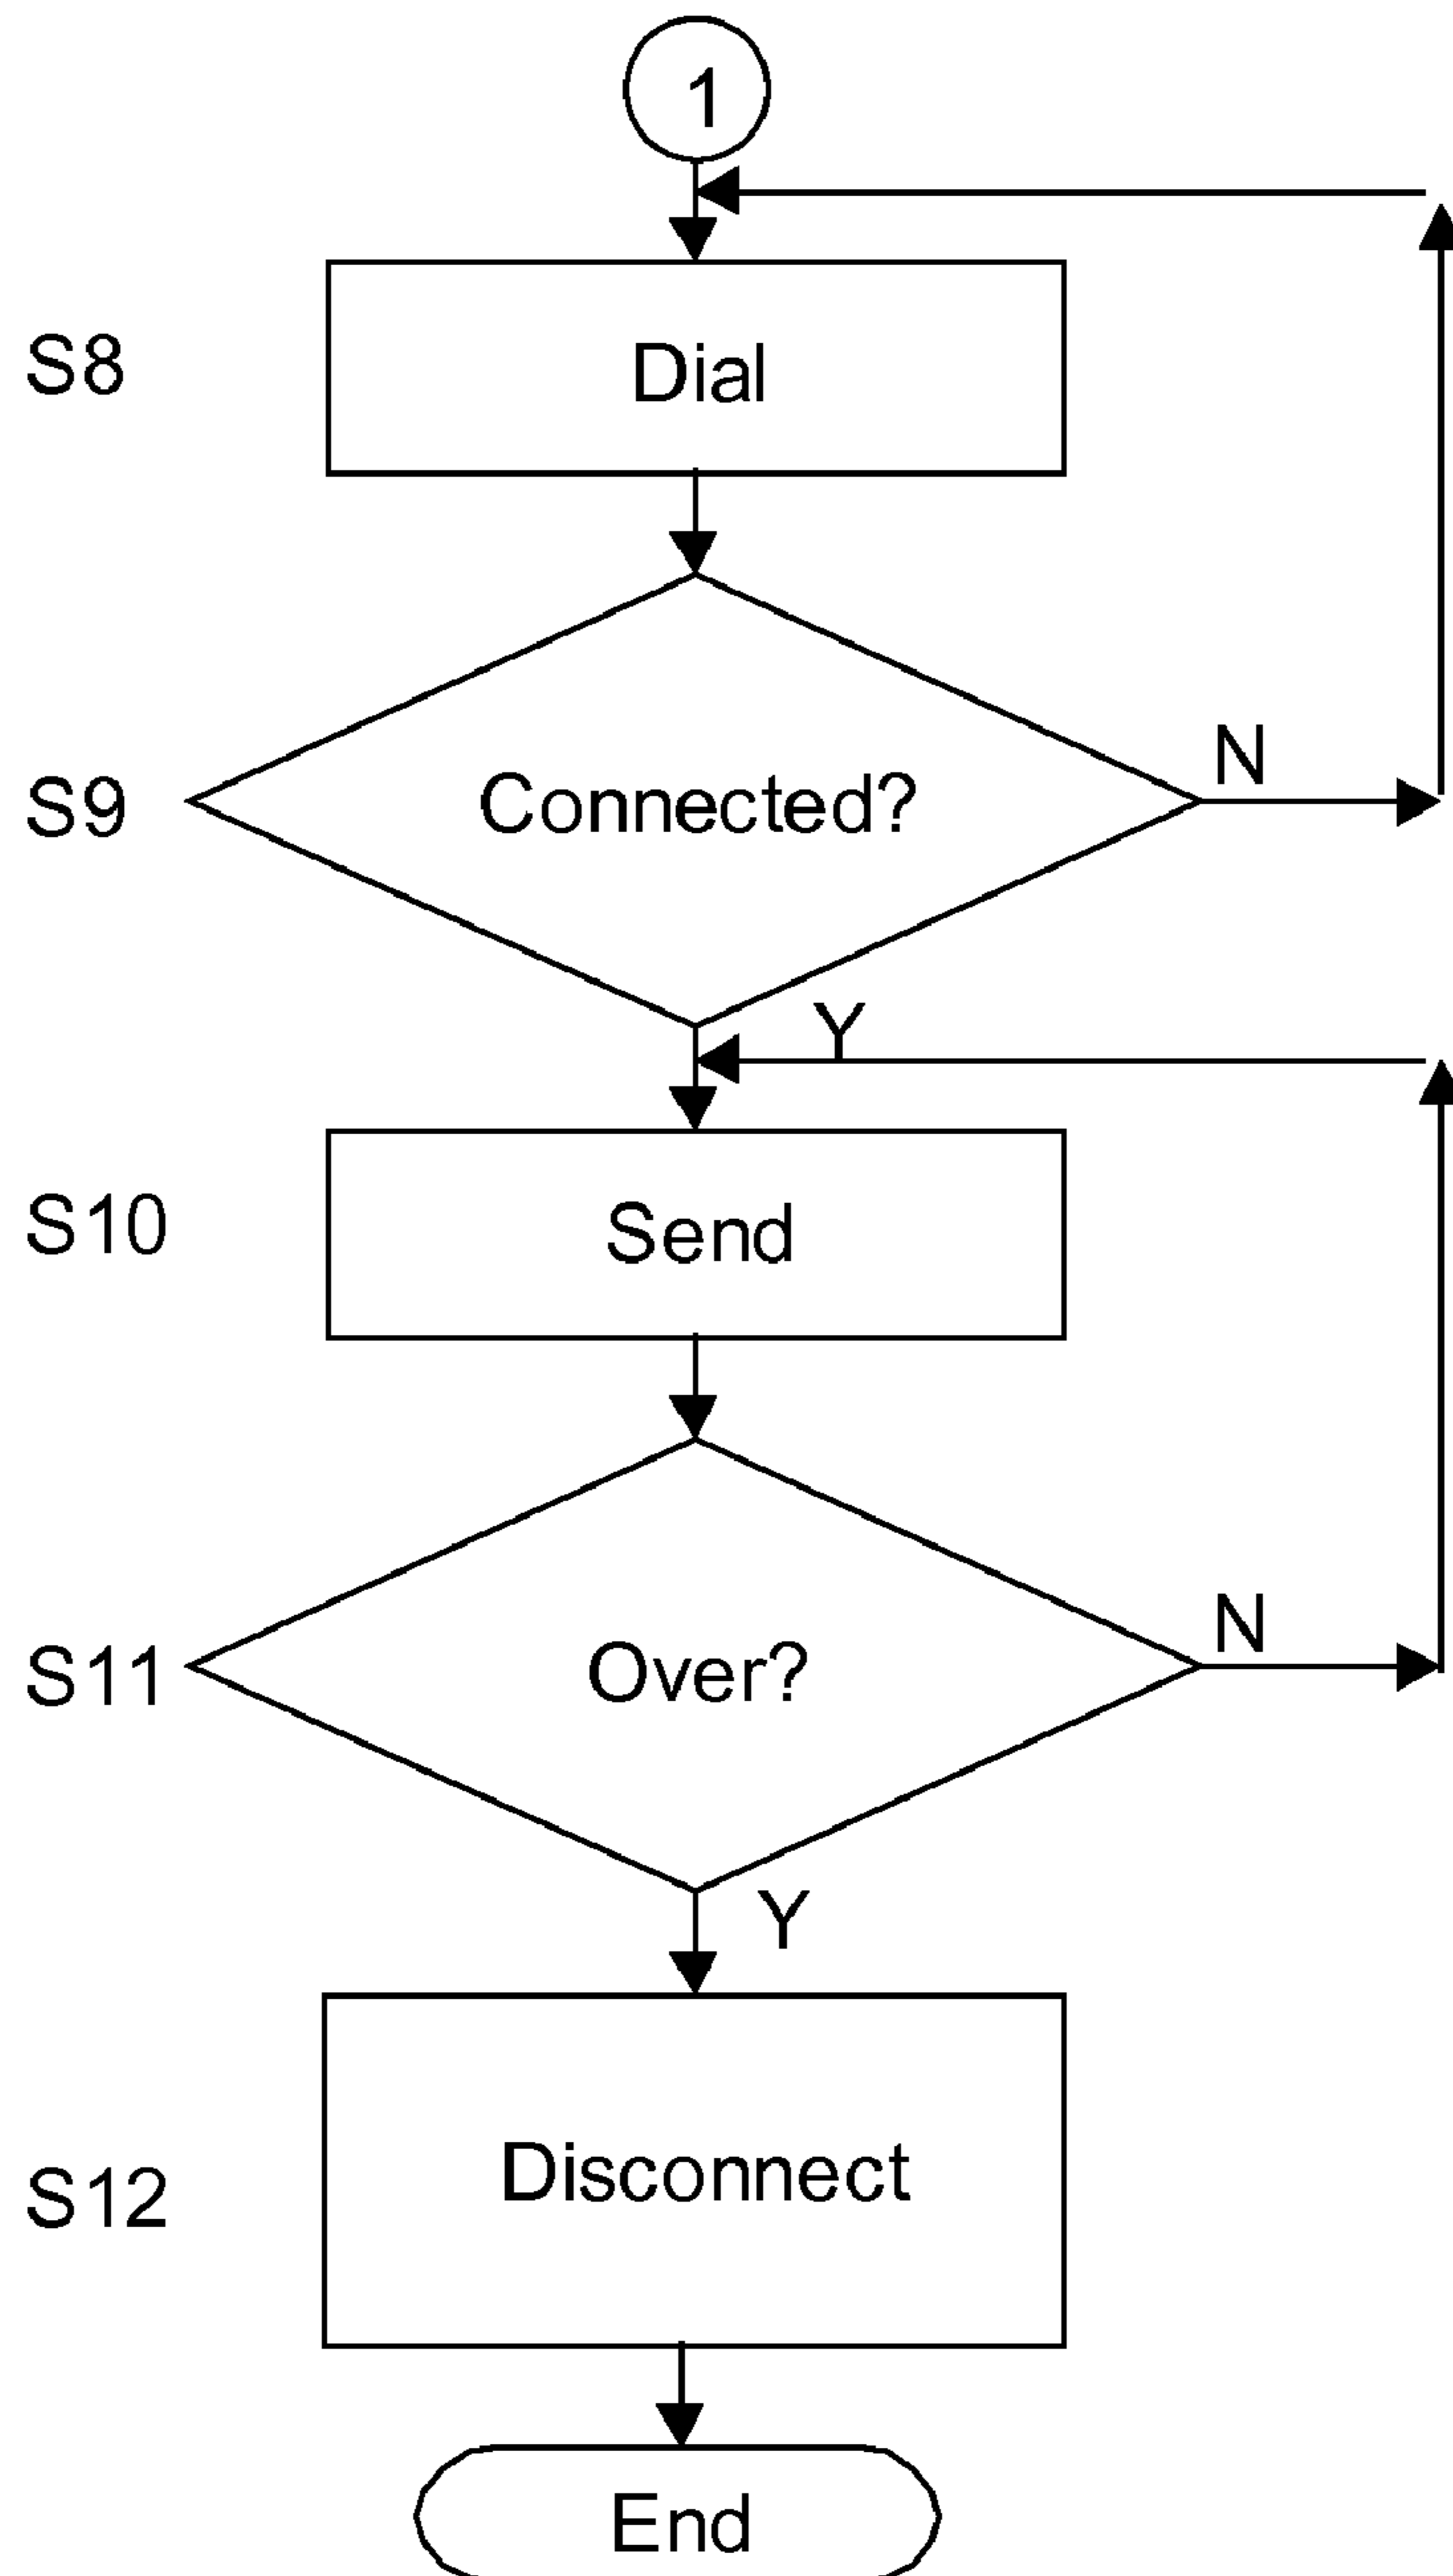 1
S8
Dial
S9
Connected?
N
Y
S10
Send
S11
Over?
N
Y
S12
Disconnect
End